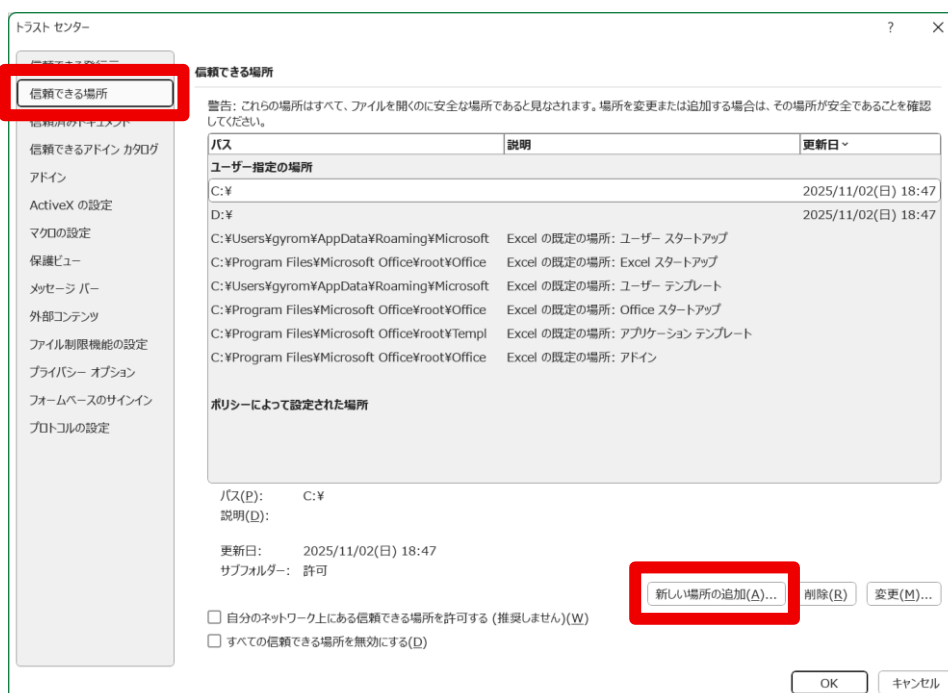 トラスト センター
?
×
信頼できる発行元
信頼できる場所
信頼済みドキュメント
信頼できるアドイン カタログ
アドイン
ActiveX の設定
マクロの設定
保護ビュー
メッセージ バー
外部コンテンツ
ファイル制限機能の設定
プライバシー オプション
フォームベースのサインイン
プロトコルの設定
信頼できる場所
警告: これらの場所はすべて、ファイルを開くのに安全な場所であると見なされます。場所を変更または追加する場合は、その場所が安全であることを確認
してください。
パス 説明 更新日
ユーザー指定の場所
C:¥ 2025/11/02(日) 18:47
D:¥ 2025/11/02(日) 18:47
C:¥Users¥gyrom¥AppData¥Roaming¥Microsoft Excel の既定の場所: ユーザー スタートアップ
C:¥Program Files¥Microsoft Office¥root¥Office Excel の既定の場所: Excel スタートアップ
C:¥Users¥gyrom¥AppData¥Roaming¥Microsoft Excel の既定の場所: ユーザー テンプレート
C:¥Program Files¥Microsoft Office¥root¥Office Excel の既定の場所: Office スタートアップ
C:¥Program Files¥Microsoft Office¥root¥Templ Excel の既定の場所: アプリケーション テンプレート
C:¥Program Files¥Microsoft Office¥root¥Office Excel の既定の場所: アドイン
ポリシーによって設定された場所
パス(P): C:¥
説明(D):
更新日: 2025/11/02(日) 18:47
サブフォルダー: 許可
新しい場所の追加(A)... 削除(R) 変更(M)...
自分のネットワーク上にある信頼できる場所を許可する (推奨しません)(W)
すべての信頼できる場所を無効にする(D)
OK キャンセル